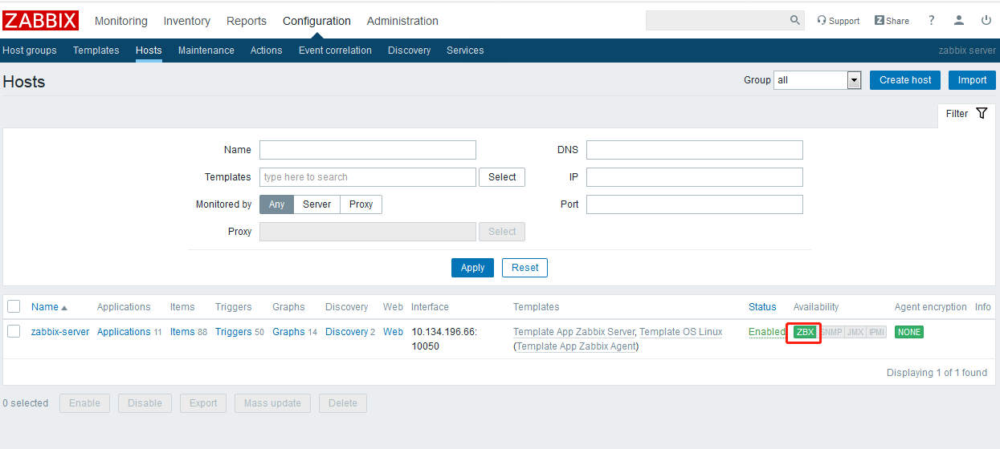 ZABBIX Monitoring Inventory Reports Configuration Administration Support Z Share ?
Host groups Templates Hosts Maintenance Actions Event correlation Discovery Services zabbix server
Hosts Group all Create host Import
Filter
Name DNS
Templates type here to search Select IP
Monitored by Any Server Proxy Port
Proxy Select
Apply Reset
Name Applications Items Triggers Graphs Discovery Web Interface Templates Status Availability Agent encryption Info
zabbix-server Applications 11 Items 88 Triggers 50 Graphs 14 Discovery 2 Web 10.134.196.66: Template App Zabbix Server, Template OS Linux Enabled ZBX SNMP JMX IPMI NONE
10050 (Template App Zabbix Agent)
Displaying 1 of 1 found
0 selected Enable Disable Export Mass update Delete